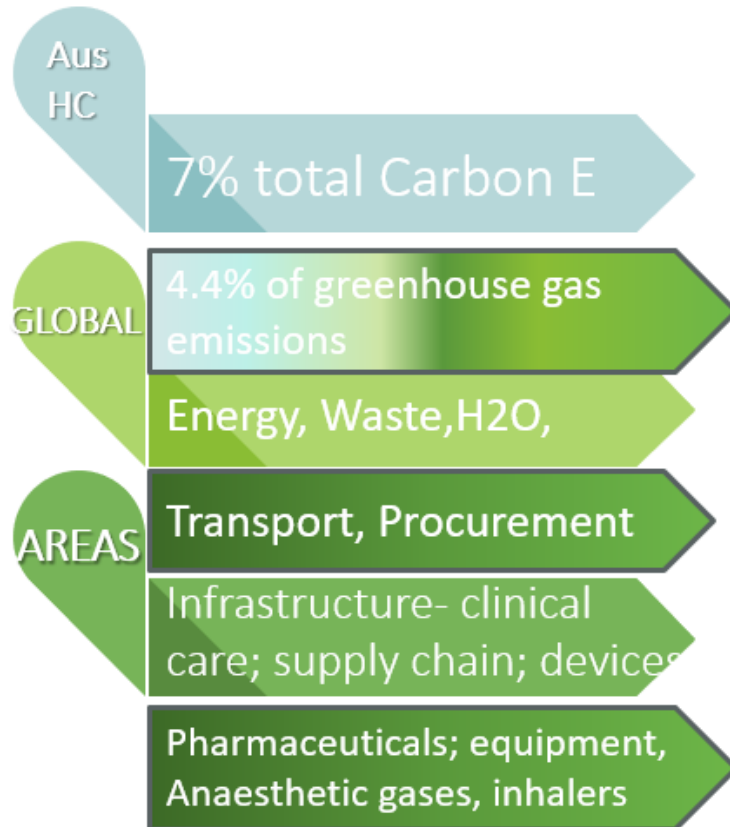 Aus
HC
7% total Carbon E
GLOBAL
4.4% of greenhouse gas
emissions
Energy, Waste,H2O,
AREAS
Transport, Procurement
Infrastructure- clinical
care; supply chain; devices
Pharmaceuticals; equipment,
Anaesthetic gases, inhalers